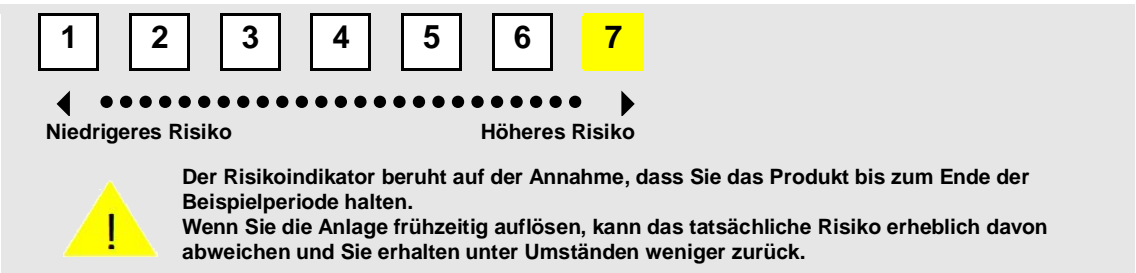 1 2 3 4 5 6 7
Niedrigeres Risiko Höheres Risiko
Der Risikoindikator beruht auf der Annahme, dass Sie das Produkt bis zum Ende der
Beispielperiode halten.
Wenn Sie die Anlage frühzeitig auflösen, kann das tatsächliche Risiko erheblich davon
abweichen und Sie erhalten unter Umständen weniger zurück.
!